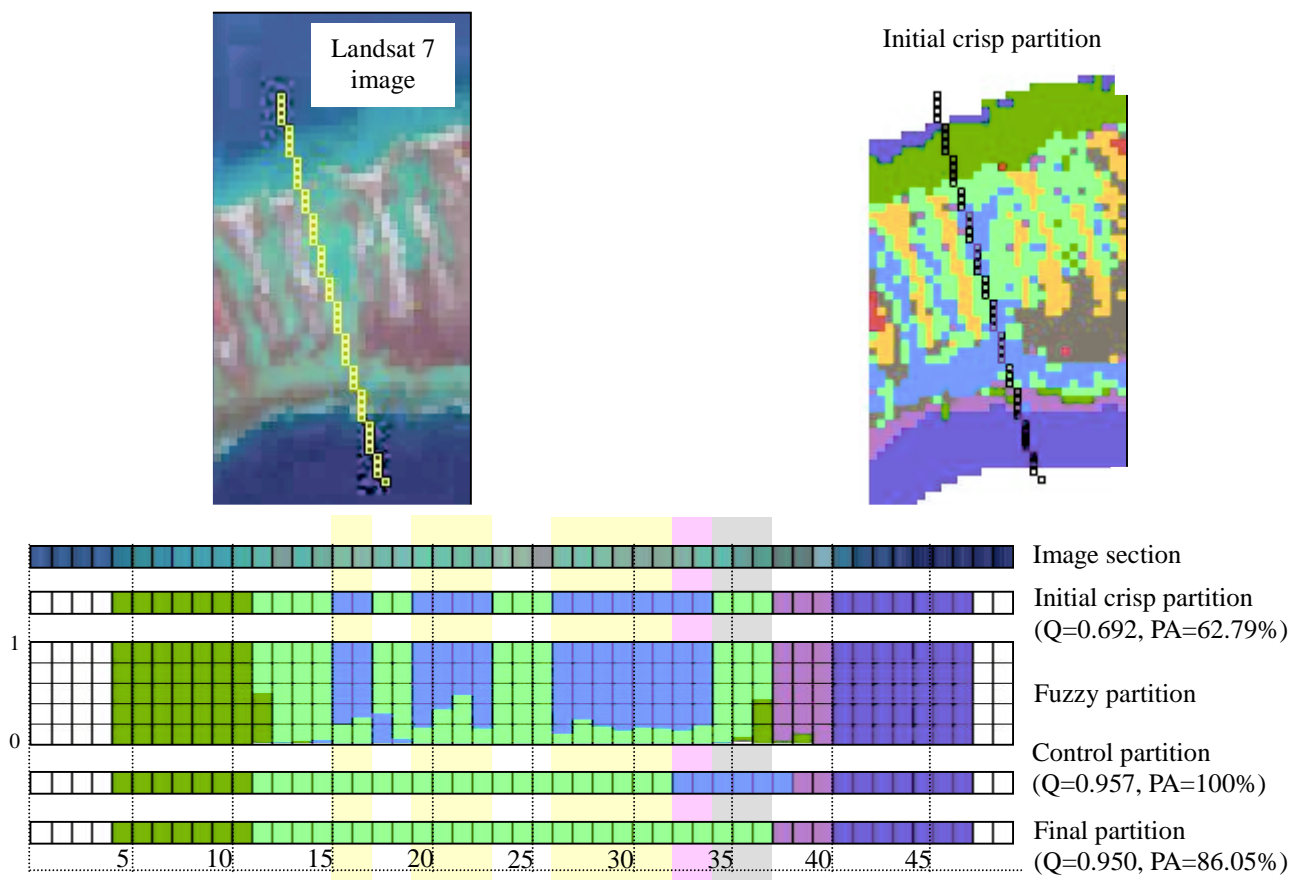 Landsat 7
image
Initial crisp partition
Image section
Initial crisp partition
(Q=0.692, PA=62.79%)
1
Fuzzy partition
0
Control partition
(Q=0.957, PA=100%)
Final partition
(Q=0.950, PA=86.05%)
5 10 15 20 25 30 35 40 45